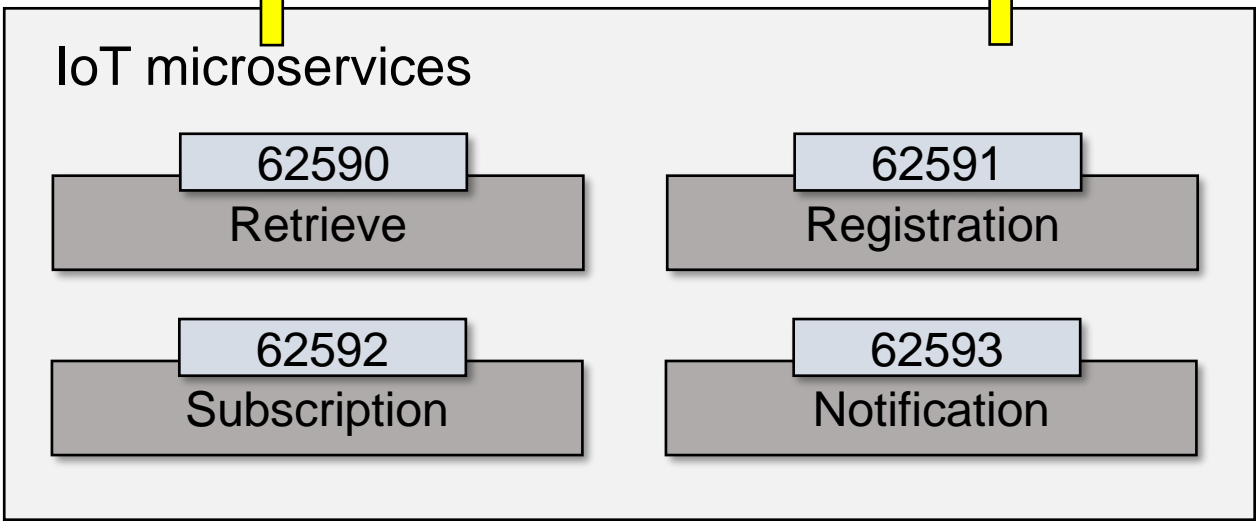 IoT microservices
62590
Retrieve
62591
Registration
62592
Subscription
62593
Notification